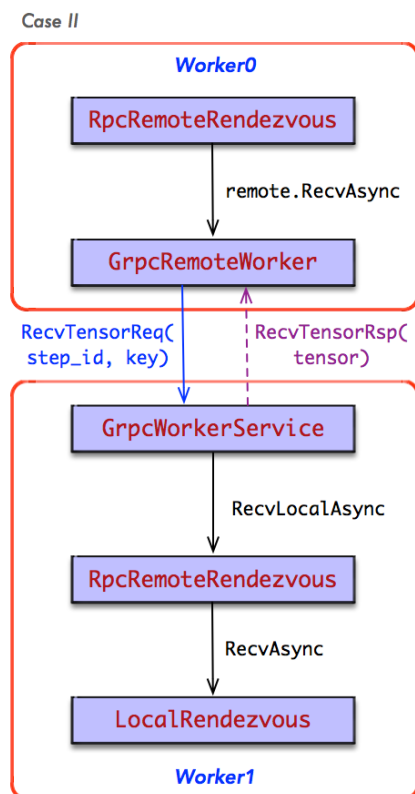 Case II
Worker0
RpcRemoteRendezvous
remote.RecvAsync
GrpcRemoteWorker
RecvTensorReq(
step_id, key)
RecvTensorRsp(
tensor)
GrpcWorkerService
RecvLocalAsync
RpcRemoteRendezvous
RecvAsync
LocalRendezvous
Worker1